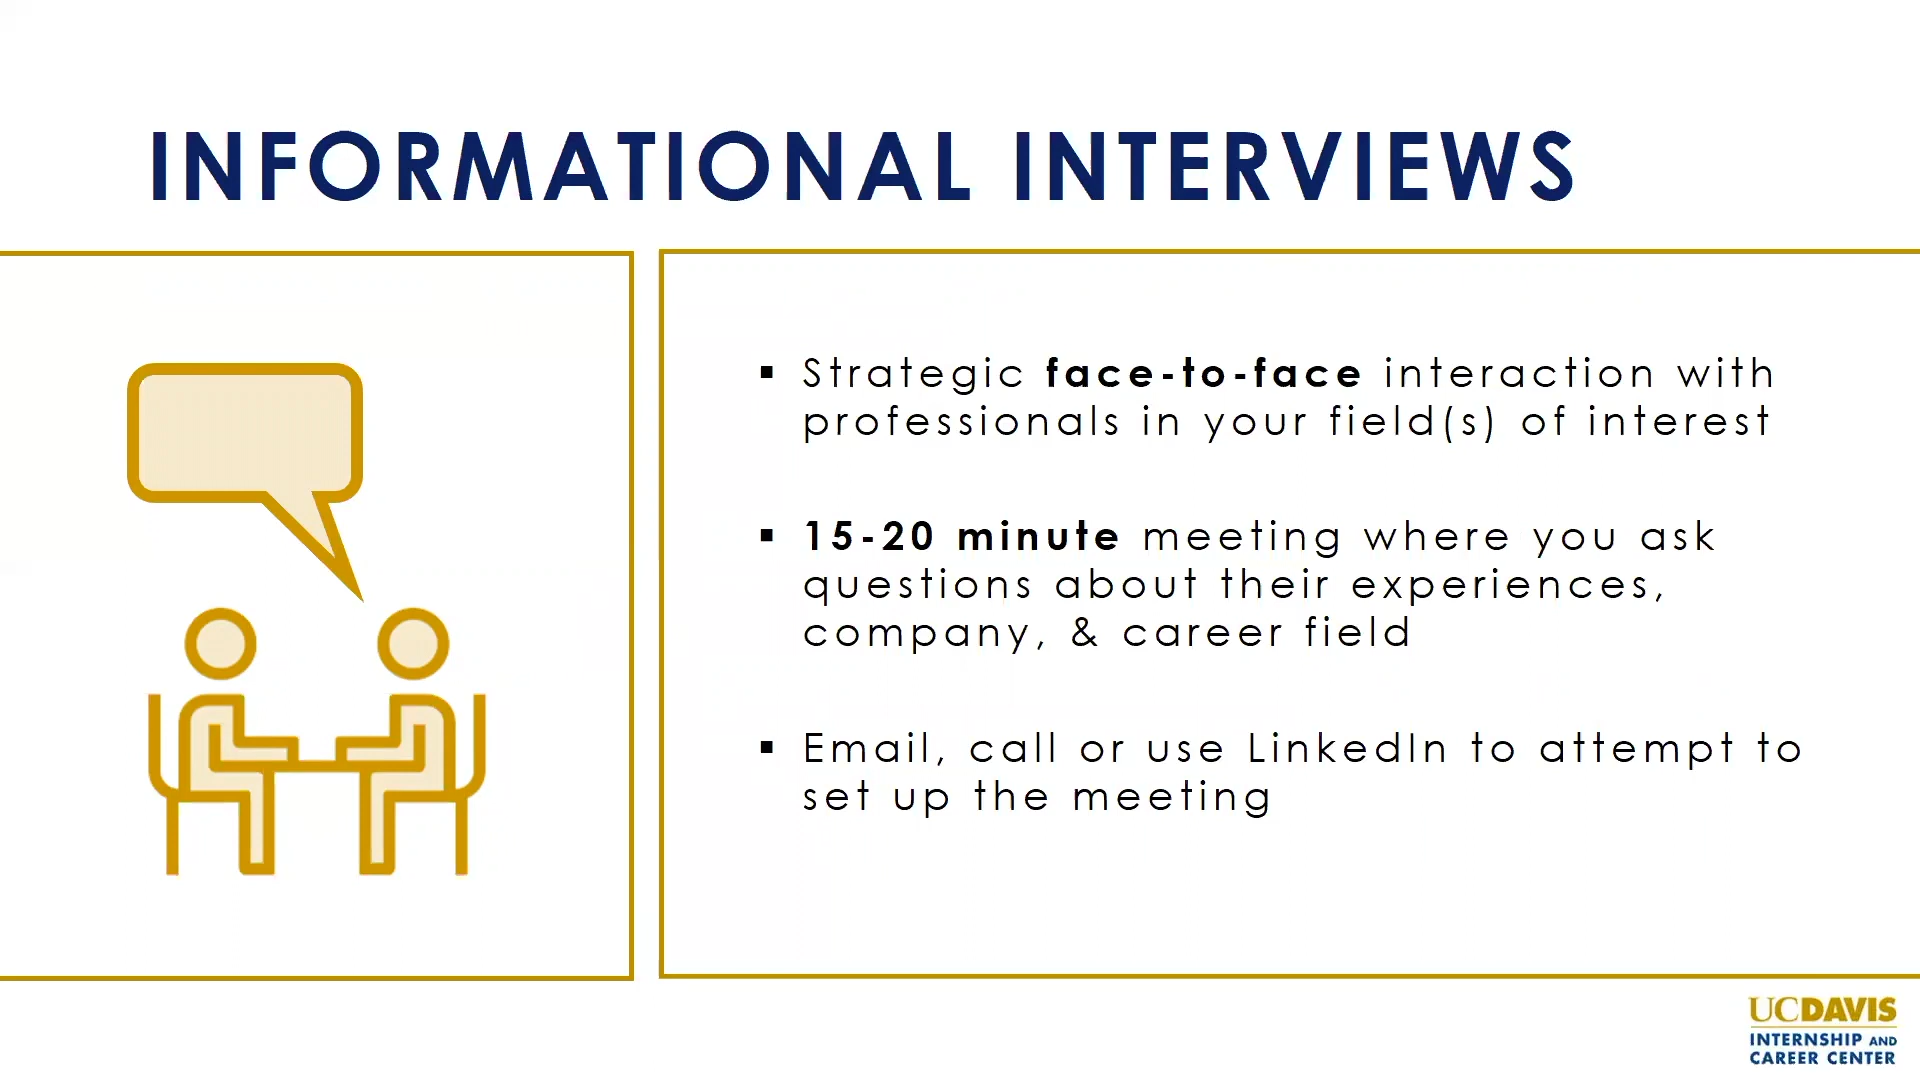 INFORMATIONAL INTERVIEWS
▪ Strategic face-to-face interaction with
professionals in your field(s) of interest
▪ 15-20 minute meeting where you ask
questions about their experiences,
company, & career field
▪ Email, call or use LinkedIn to attempt to
set up the meeting
UCDAVIS
INTERNSHIP AND
CAREER CENTER